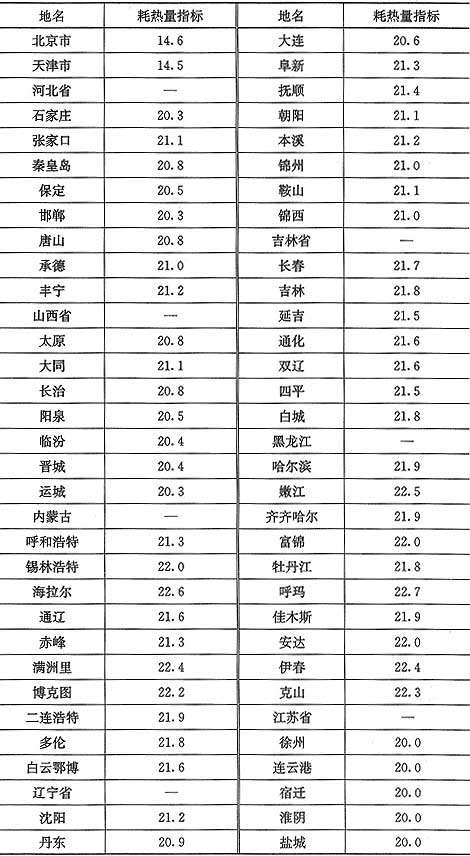 地名 耗热量指标 地名 耗热量指标
北京市 14.6 大连 20.6
天津市 14.5 阜新 21.3
河北省 — 抚顺 21.4
石家庄 20.3 朝阳 21.1
张家口 21.1 本溪 21.2
秦皇岛 20.8 锦州 21.0
保定 20.5 鞍山 21.1
邯郸 20.3 锦西 21.0
唐山 20.8 吉林省 —
承德 21.0 长春 21.7
丰宁 21.2 吉林 21.8
山西省 — 延吉 21.5
太原 20.8 通化 21.6
大同 21.1 双辽 21.6
长治 20.8 四平 21.5
阳泉 20.5 白城 21.8
临汾 20.4 黑龙江 —
晋城 20.4 哈尔滨 21.9
运城 20.3 嫩江 22.5
内蒙古 — 齐齐哈尔 21.9
呼和浩特 21.3 富锦 22.0
锡林浩特 22.0 牡丹江 21.8
海拉尔 22.6 呼玛 22.7
通辽 21.6 佳木斯 21.9
赤峰 21.3 安达 22.0
满洲里 22.4 伊春 22.4
博克图 22.2 克山 22.3
二连浩特 21.9 江苏省 —
多伦 21.8 徐州 20.0
白云鄂博 21.6 连云港 20.0
辽宁省 — 宿迁 20.0
沈阳 21.2 淮阴 20.0
丹东 20.9 盐城 20.0